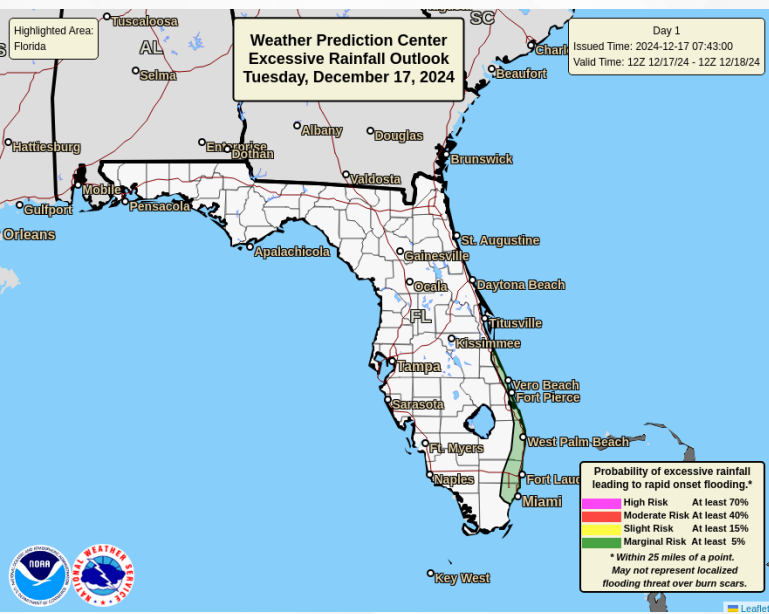 Highlighted Area:
Florida
Weather Prediction Center
Excessive Rainfall Outlook
Tuesday, December 17, 2024
Day 1
Issued Time: 2024-12-17 07:43:00
Valid Time: 12Z 12/17/24 - 12Z 12/18/24
SC
Tuscaloosa
AL
Selma
Beaufort
Albany
Douglas
Hattiesburg
Enterprise
Dothan
Brunswick
Valdosta
Mobile
Pensacola
Gulfport
Orleans
St. Augustine
Apalachicola
Gainesville
Ocala
Daytona Beach
FL
Titusville
Kissimmee
Tampa
Vero Beach
Fort Pierce
Sarasota
West Palm Beach
Ft. Myers
Naples
Fort Laud
Miami
Key West
Probability of excessive rainfall
leading to rapid onset flooding.*
High Risk At least 70%
Moderate Risk At least 40%
Slight Risk At least 15%
Marginal Risk At least 5%
* Within 25 miles of a point.
May not represent localized
flooding threat over burn scars.
NOAA
NATIONAL WEATHER SERVICE
Leaflet